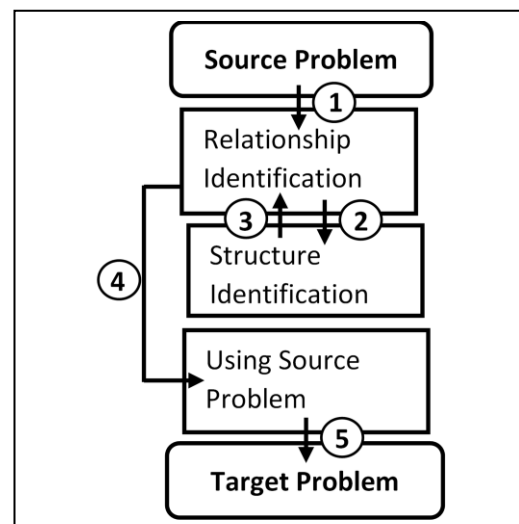 Source Problem
1
Relationship
Identification
3
2
Structure
Identification
4
Using Source
Problem
5
Target Problem